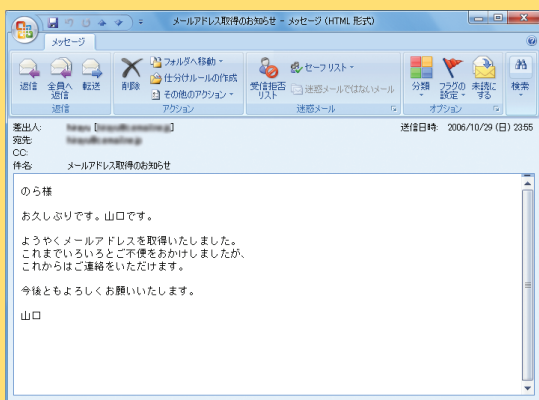 メールアドレス取得のお知らせ - メッセージ (HTML 形式)
メッセージ
返信 全員へ返信 転送 削除 フォルダへ移動 仕分けルールの作成 その他のアクション 受信拒否リスト セーフ リスト 迷惑メールではないメール 分類 フラグの設定 未読にする 検索
返信 アクション 迷惑メール オプション
差出人:
送信日時: 2006/10/29 (日) 23:55
宛先:
CC:
件名: メールアドレス取得のお知らせ
のら様
お久しぶりです。山口です。
ようやくメールアドレスを取得いたしました。
これまでいろいろとご不便をおかけしましたが、
これからはご連絡をいただけます。
今後ともよろしくお願いいたします。
山口